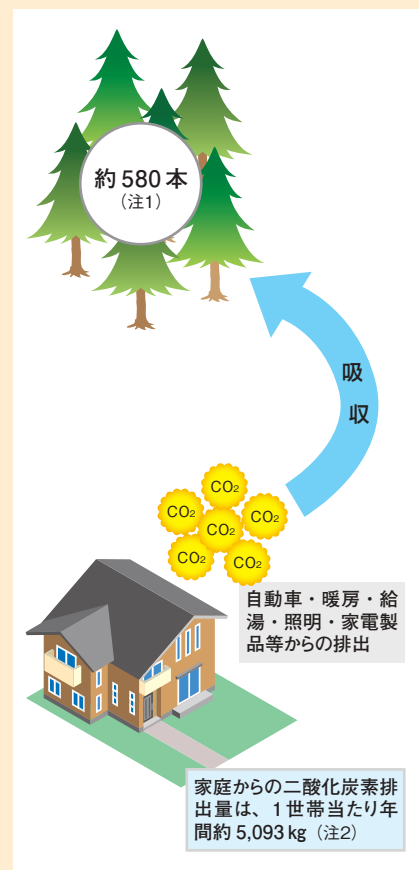 約580本
(注1)
吸
収
CO₂
CO₂
CO₂
CO₂
CO₂
CO₂
自動車・暖房・給
湯・照明・家電製
品等からの排出
家庭からの二酸化炭素排
出量は、1世帯当たり年
間約5,093kg(注2)